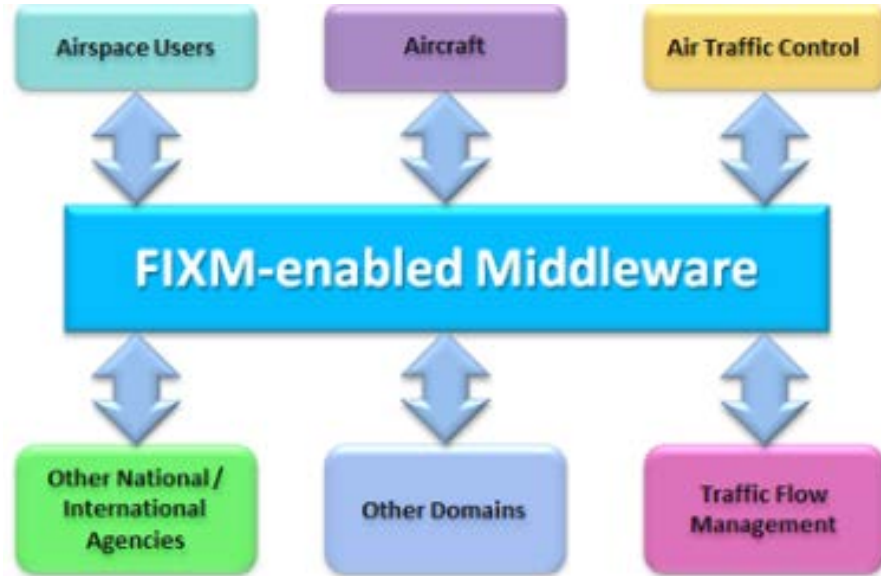 Airspace Users
Aircraft
Air Traffic Control
FIXM-enabled Middleware
Other National /
International
Agencies
Other Domains
Traffic Flow
Management